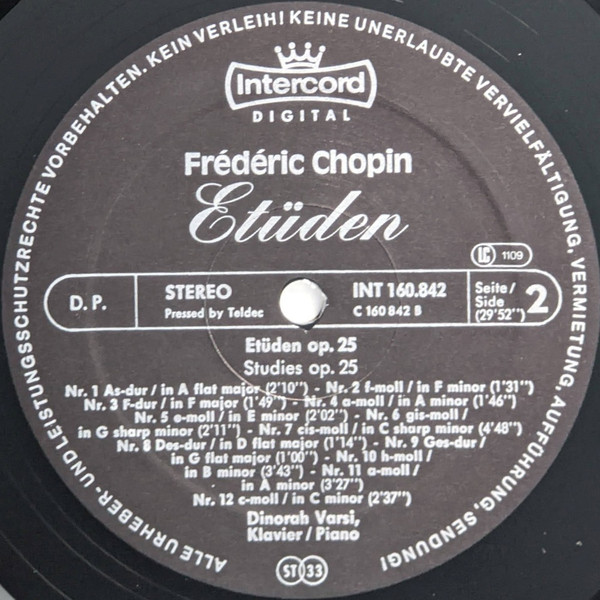 ALLE URHEBER- UND LEISTUNGSSCHUTZRECHTE VORBEHALTEN. KEIN VERLEIH! KEINE UNERLAUBTE VERVIELFÄLTIGUNG, VERMIETUNG, AUFFÜHRUNG, SENDUNG!
Intercord
DIGITAL
Frédéric Chopin
Etüden
LC 1109
D. P.
STEREO
Pressed by Teldec
INT 160.842
C 160 842 B
Seite/
Side
(29'52'')
2
Etüden op. 25
Studies op. 25
Nr. 1 As-dur / in A flat major (2'10'') - Nr. 2 f-moll / in F minor (1'31'')
Nr. 3 F-dur / in F major (1'49'') - Nr. 4 a-moll / in A minor (1'46'')
Nr. 5 e-moll / in E minor (2'02'') - Nr. 6 gis-moll /
in G sharp minor (2'11'') - Nr. 7 cis-moll / in C sharp minor (4'48'')
Nr. 8 Des-dur / in D flat major (1'14'') - Nr. 9 Ges-dur /
in G flat major (1'00'') - Nr. 10 h-moll /
in B minor (3'43'') - Nr. 11 a-moll /
in A minor (3'27'')
Nr. 12 c-moll / in C minor (2'37'')
Dinorah Varsi,
Klavier / Piano
ST 33